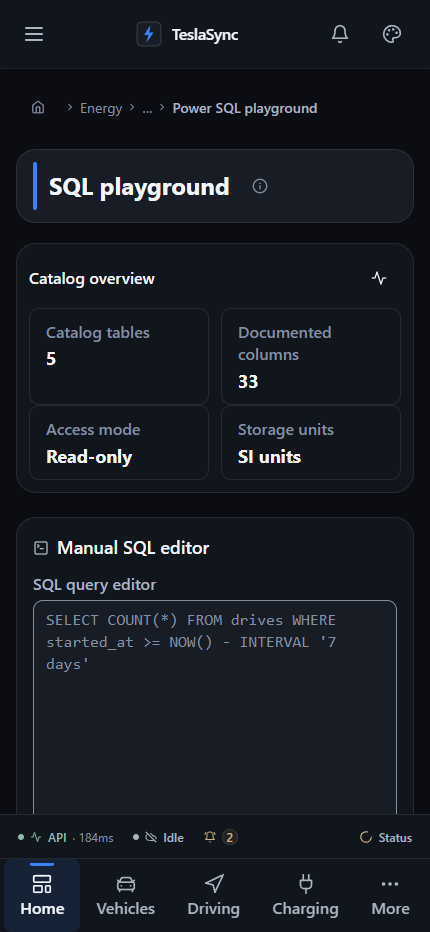 TeslaSync
Energy
...
Power SQL playground
SQL playground
Catalog overview
Catalog tables
5
Documented
columns
33
Access mode
Read-only
Storage units
SI units
Manual SQL editor
SQL query editor
SELECT COUNT(*) FROM drives WHERE
started_at >= NOW() - INTERVAL '7
days'
API · 184ms
Idle
2
Status
Home
Vehicles
Driving
Charging
More